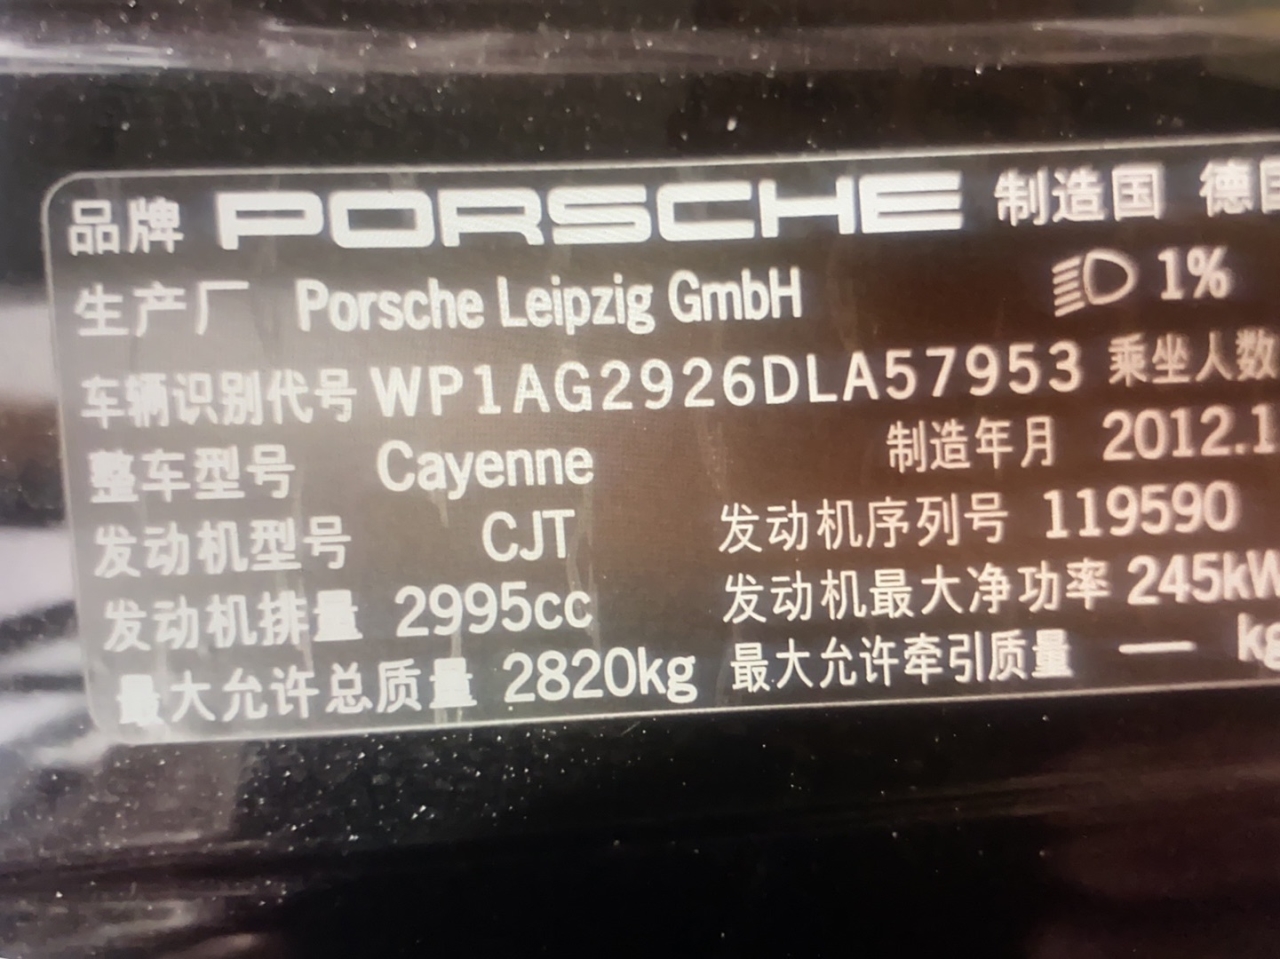 品牌 PORSCHE 制造国 德国
生产厂 Porsche Leipzig GmbH 1%
车辆识别代号 WP1AG2926DLA57953 乘坐人数
整车型号 Cayenne 制造年月 2012.1
发动机型号 CJT 发动机序列号 119590
发动机排量 2995cc 发动机最大净功率 245kW
最大允许总质量 2820kg 最大允许牵引质量 — kg